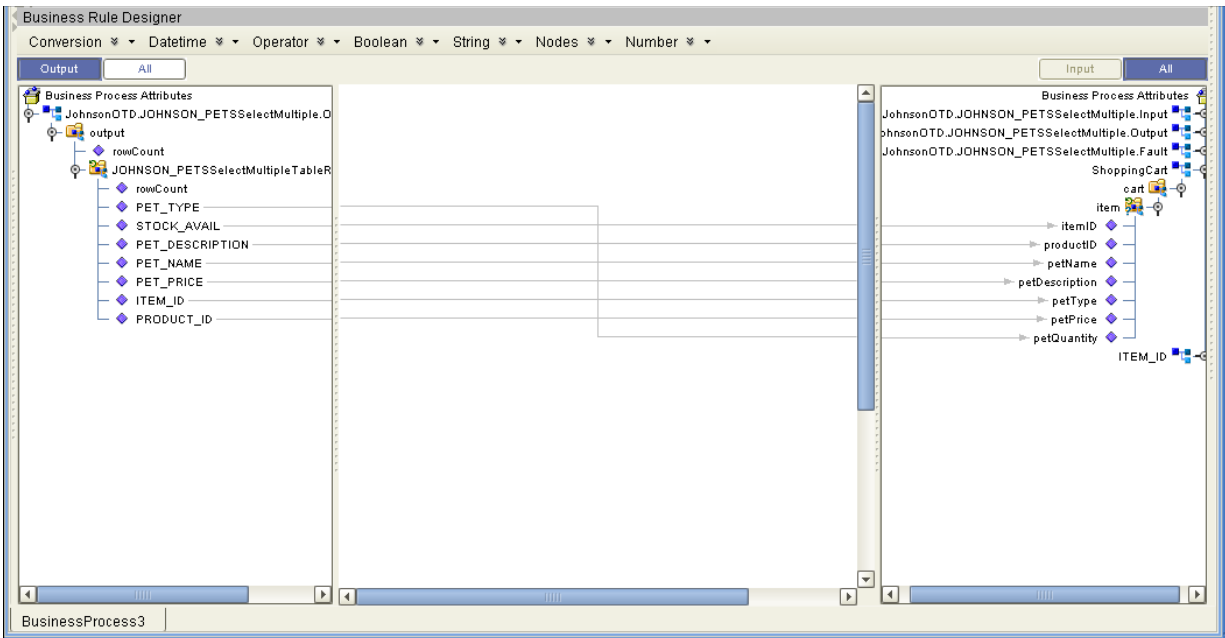 Business Rule Designer
Conversion Datetime Operator Boolean String Nodes Number
Output All Input All
Business Process Attributes
JohnsonOTD.JOHNSON_PETSSelectMultiple.O
output
rowCount
JOHNSON_PETSSelectMultipleTableR
rowCount
PET_TYPE
STOCK_AVAIL
PET_DESCRIPTION
PET_NAME
PET_PRICE
ITEM_ID
PRODUCT_ID
Business Process Attributes
JohnsonOTD.JOHNSON_PETSSelectMultiple.Input
ohnsonOTD.JOHNSON_PETSSelectMultiple.Output
JohnsonOTD.JOHNSON_PETSSelectMultiple.Fault
ShoppingCart
cart
item
itemID
productID
petName
petDescription
petType
petPrice
petQuantity
ITEM_ID
BusinessProcess3